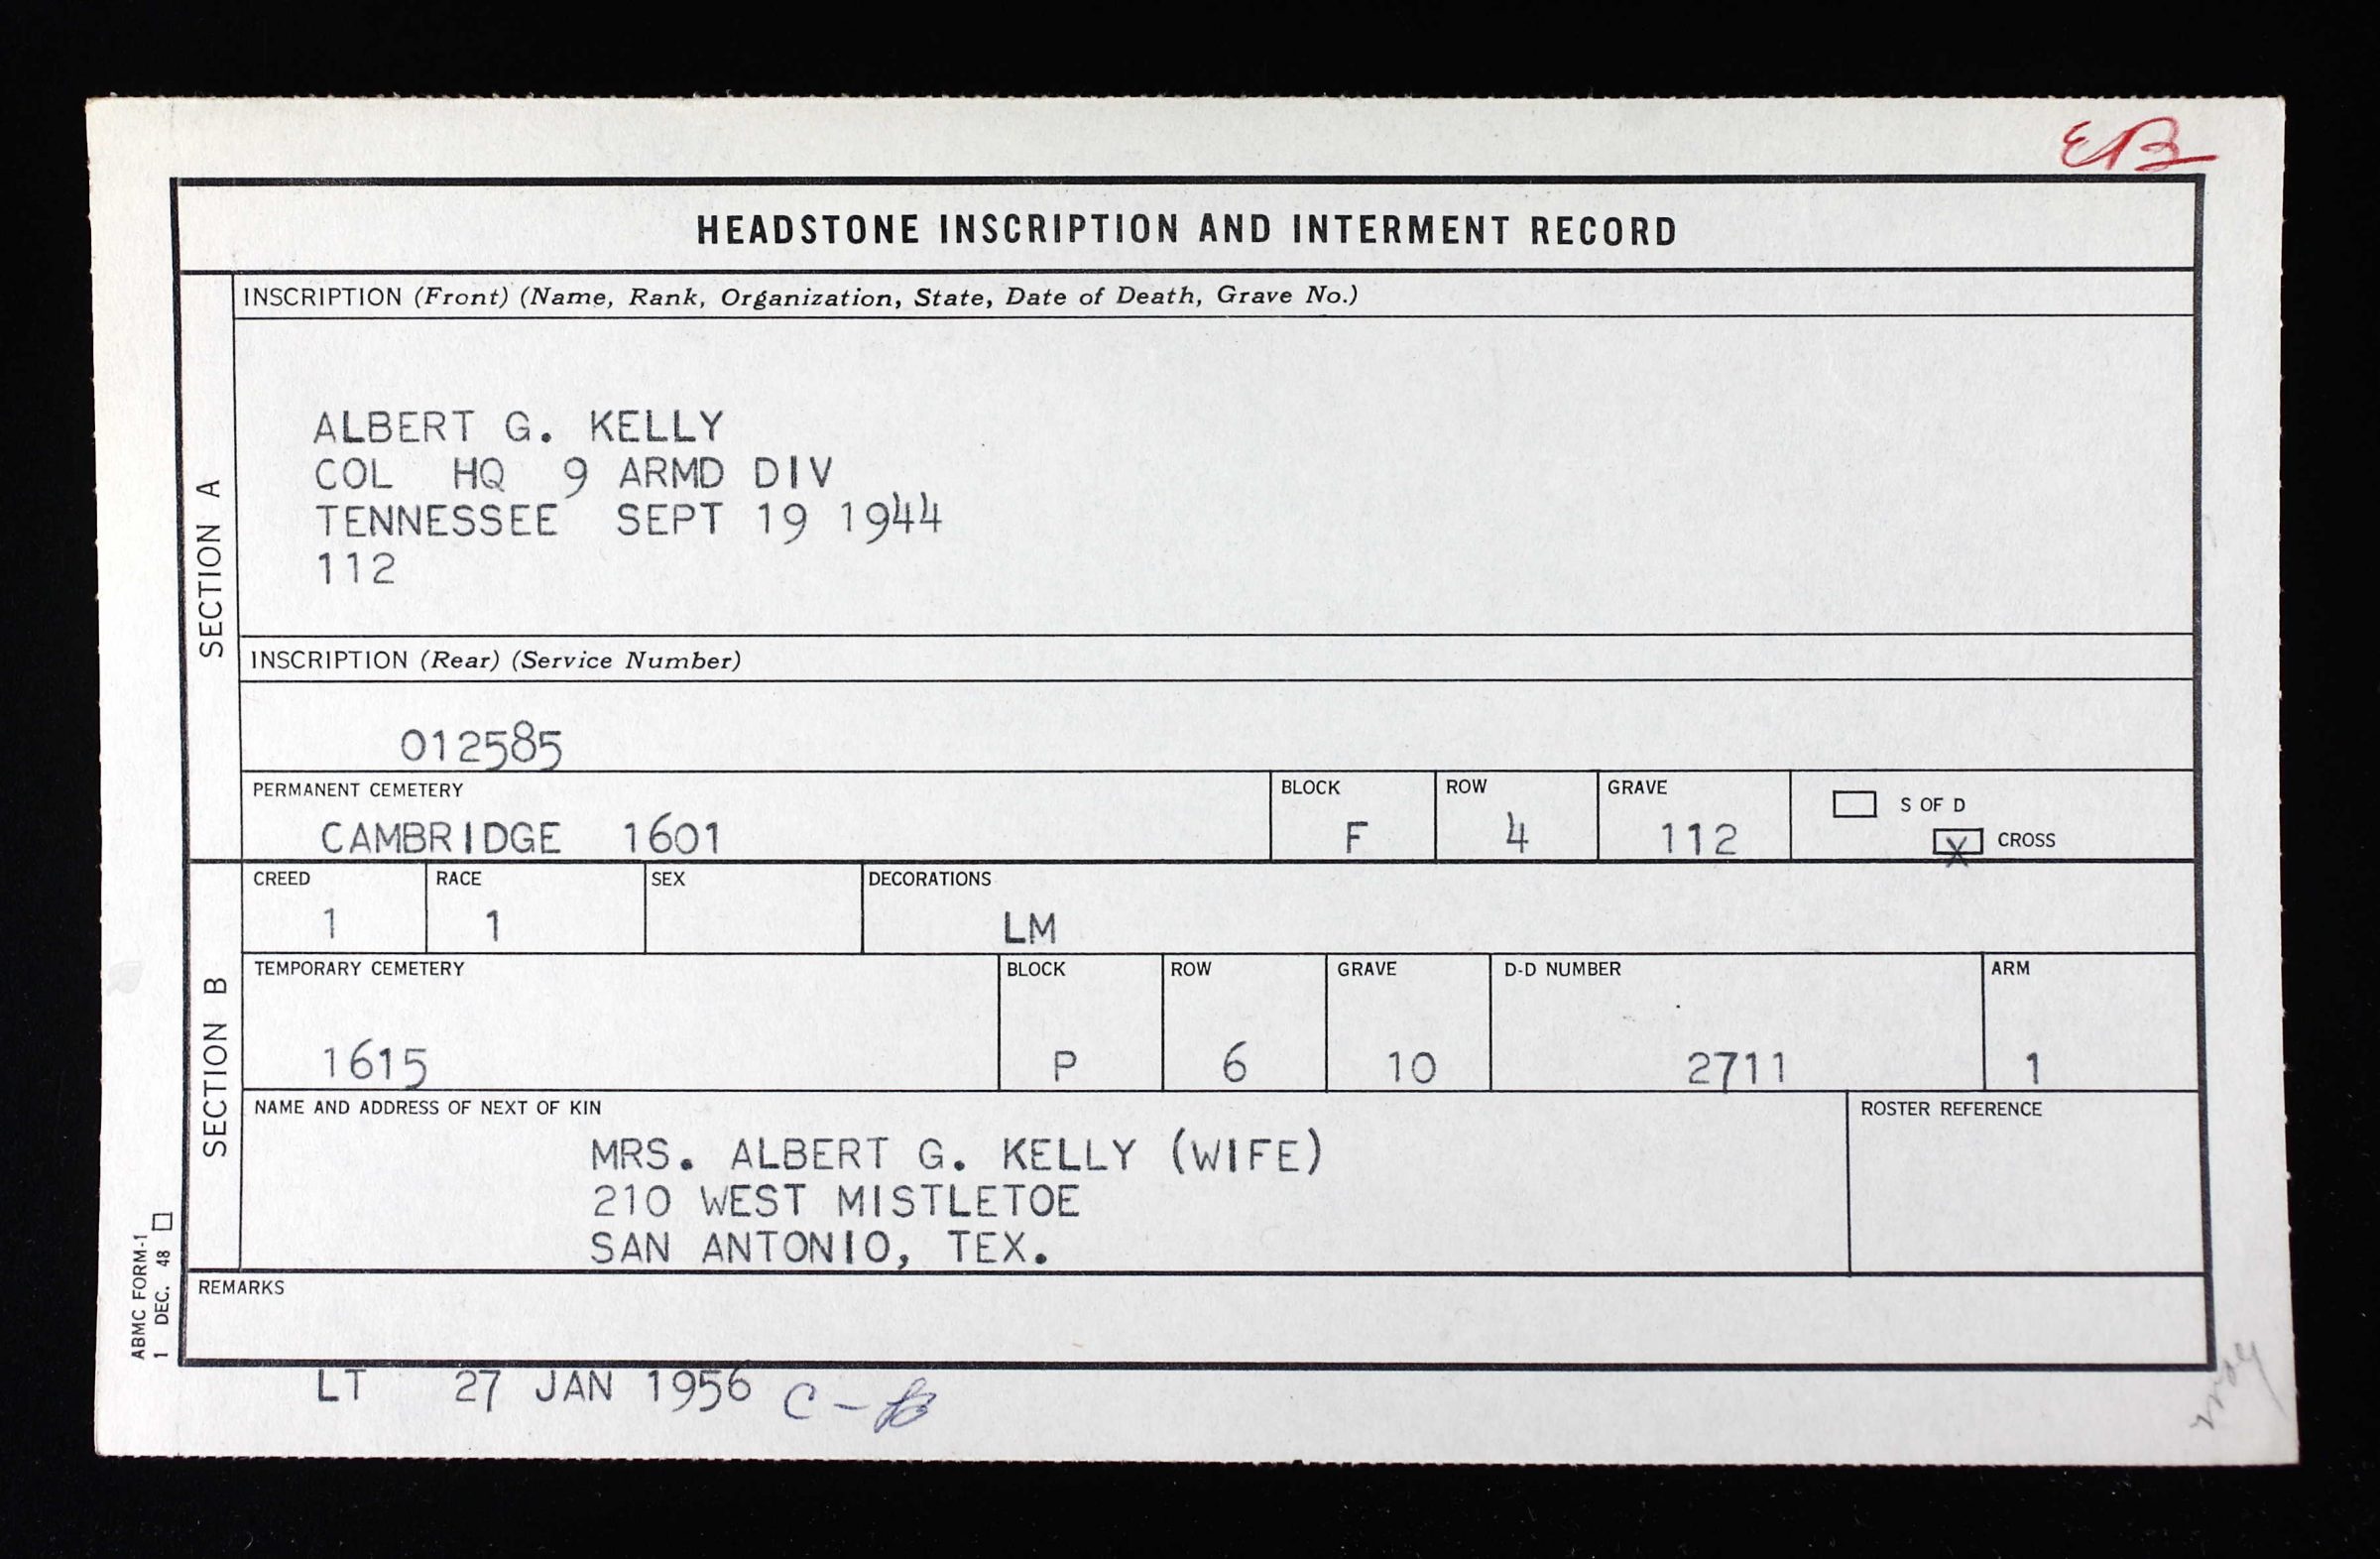 EB
HEADSTONE INSCRIPTION AND INTERMENT RECORD
SECTION A
INSCRIPTION (Front) (Name, Rank, Organization, State, Date of Death, Grave No.)
ALBERT G. KELLY
COL HQ 9 ARMD DIV
TENNESSEE SEPT 19 1944
112
INSCRIPTION (Rear) (Service Number)
012585
PERMANENT CEMETERY
CAMBRIDGE 1601
BLOCK
F
ROW
4
GRAVE
112
S OF D
X CROSS
SECTION B
CREED
1
RACE
1
SEX
DECORATIONS
LM
TEMPORARY CEMETERY
1615
BLOCK
P
ROW
6
GRAVE
10
D-D NUMBER
2711
ARM
1
NAME AND ADDRESS OF NEXT OF KIN
MRS. ALBERT G. KELLY (WIFE)
210 WEST MISTLETOE
SAN ANTONIO, TEX.
ROSTER REFERENCE
REMARKS
ABMC FORM-1
1 DEC. 48
LT 27 JAN 1956 C-